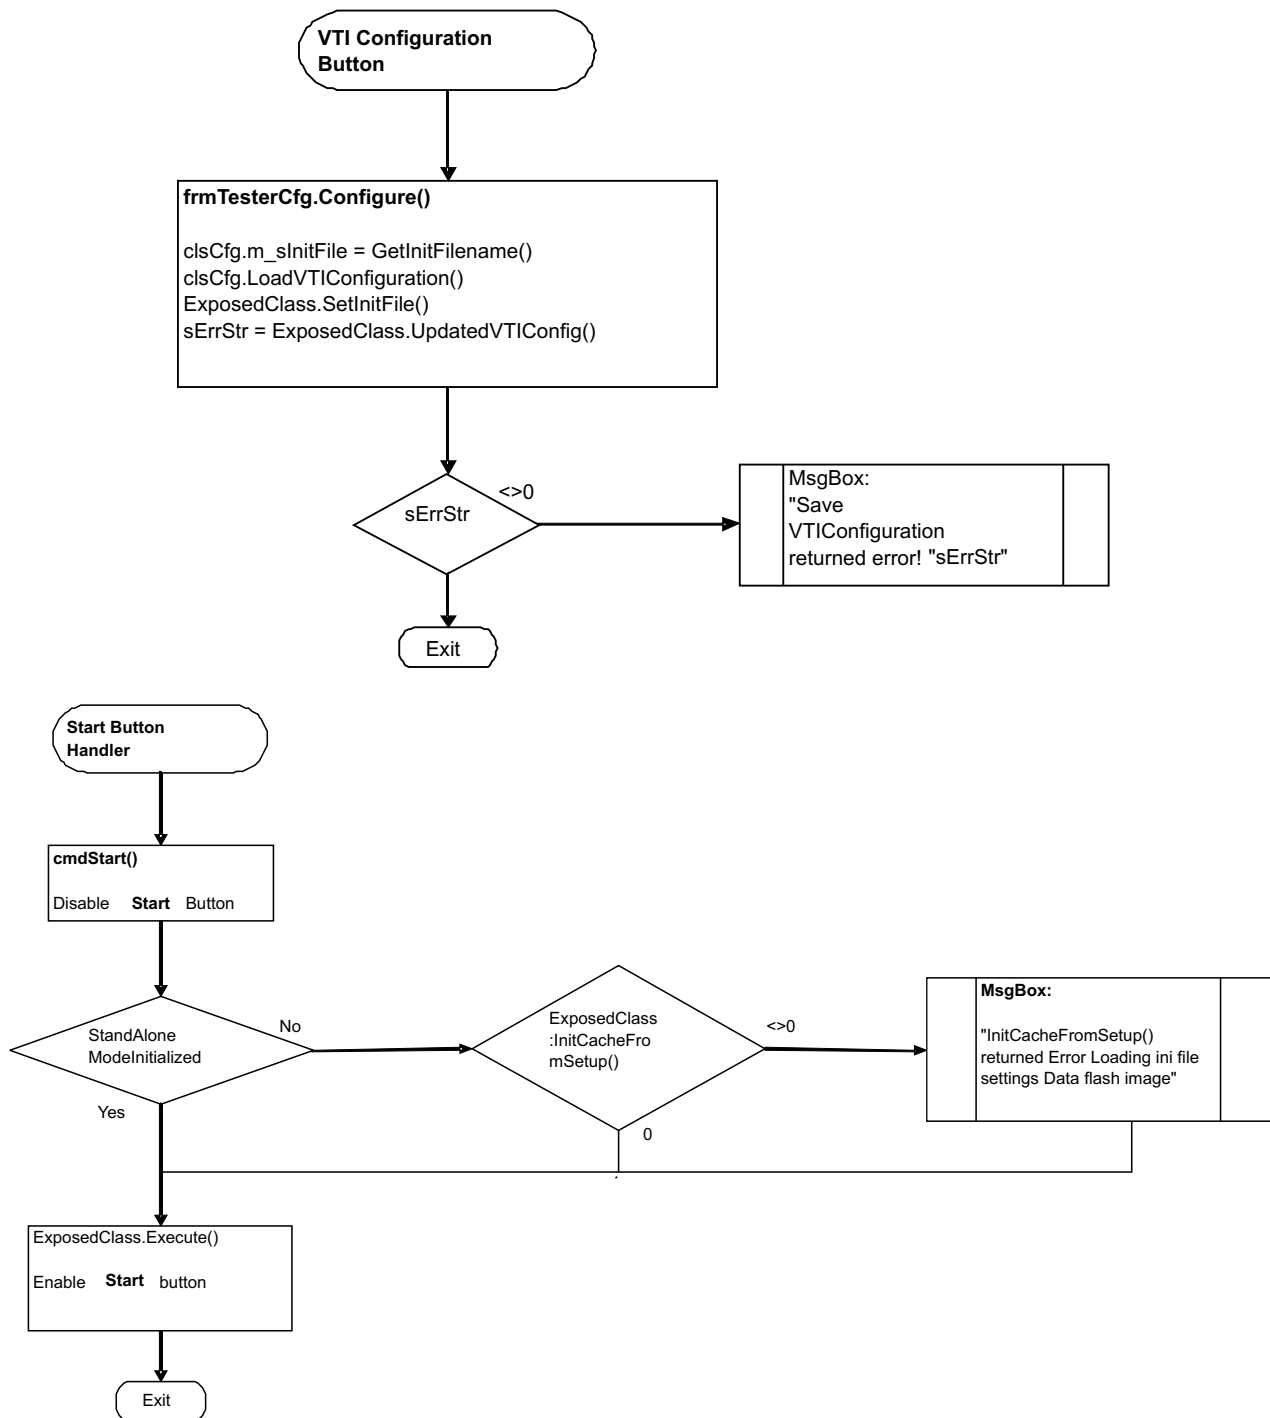 VTI Configuration
Button
frmTesterCfg.Configure()
clsCfg.m_sInitFile = GetInitFilename()
clsCfg.LoadVTIConfiguration()
ExposedClass.SetInitFile()
sErrStr = ExposedClass.UpdatedVTIConfig()
sErrStr
<>0
MsgBox:
"Save
VTIConfiguration
returned error! "sErrStr"
Exit
Start Button
Handler
cmdStart()
Disable Start Button
StandAlone
ModeInitialized
No
Yes
ExposedClass
:InitCacheFro
mSetup()
<>0
0
MsgBox:
"InitCacheFromSetup()
returned Error Loading ini file
settings Data flash image"
ExposedClass.Execute()
Enable Start button
Exit